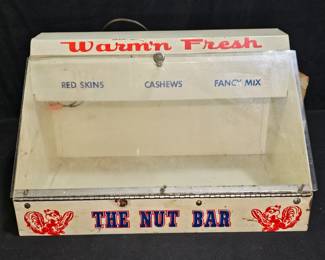 Warm'n Fresh
RED SKINS CASHEWS FANCY MIX
THE NUT BAR